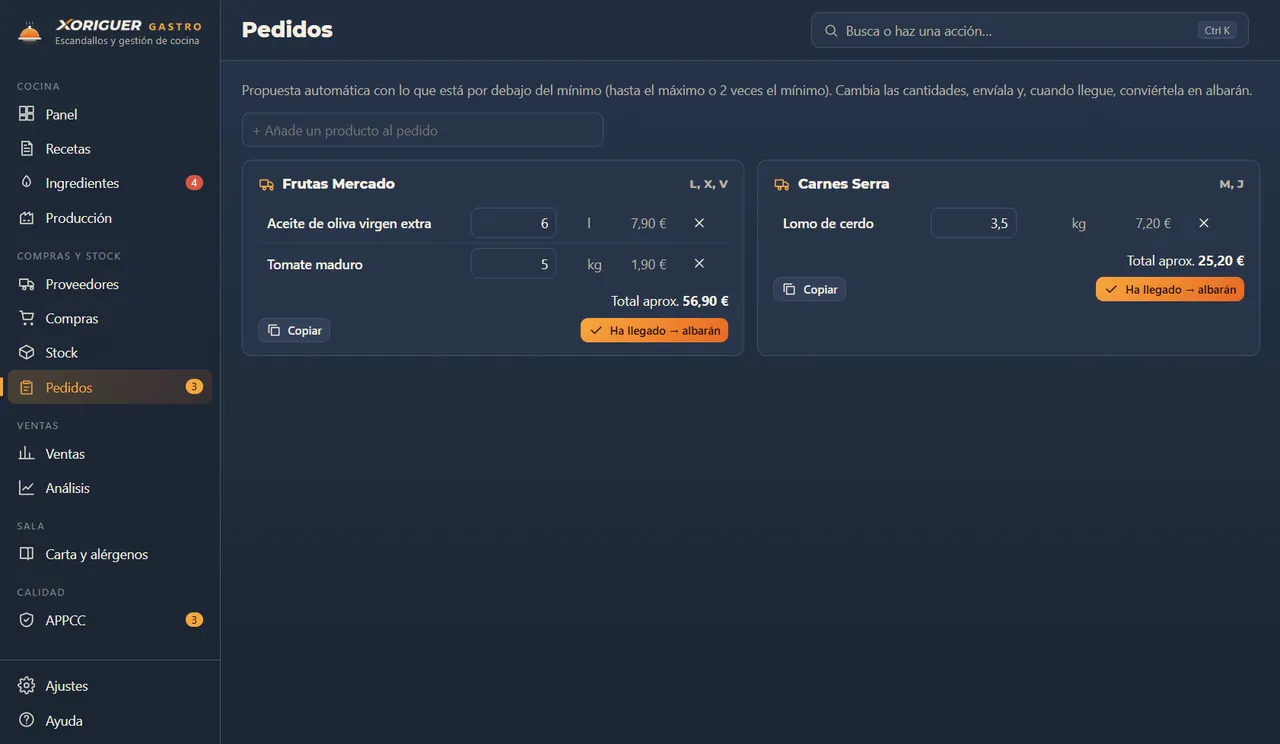 XORIGUER GASTRO
Escandallos y gestión de cocina
COCINA
Panel
Recetas
Ingredientes 4
Producción
COMPRAS Y STOCK
Proveedores
Compras
Stock
Pedidos 3
VENTAS
Ventas
Análisis
SALA
Carta y alérgenos
CALIDAD
APPCC 3
Ajustes
Ayuda
Pedidos
Busca o haz una acción... Ctrl K
Propuesta automática con lo que está por debajo del mínimo (hasta el máximo o 2 veces el mínimo). Cambia las cantidades, envíala y, cuando llegue, conviértela en albarán.
+ Añade un producto al pedido
Frutas Mercado L, X, V
Aceite de oliva virgen extra 6 l 7,90 €
Tomate maduro 5 kg 1,90 €
Total aprox. 56,90 €
Copiar Ha llegado → albarán
Carnes Serra M, J
Lomo de cerdo 3,5 kg 7,20 €
Total aprox. 25,20 €
Copiar Ha llegado → albarán